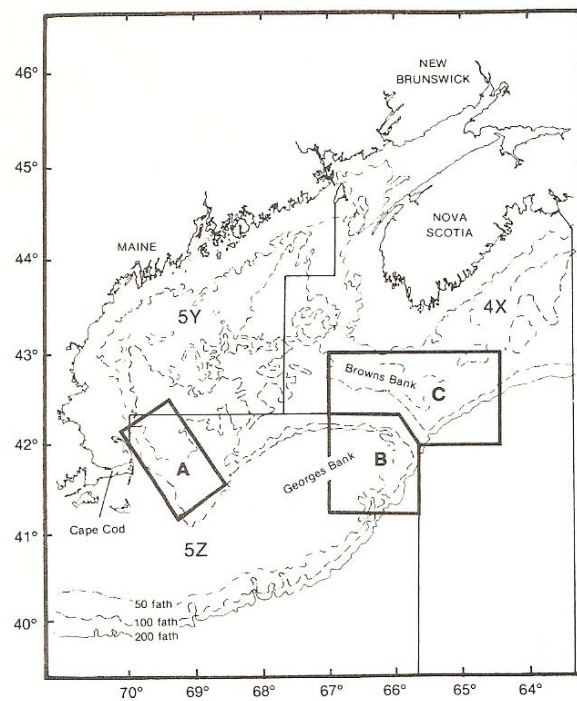 46°
45°
44°
43°
42°
41°
40°
NEW
BRUNSWICK
NOVA
SCOTIA
MAINE
5Y
4X
Browns Bank
C
A
B
Georges Bank
Cape Cod
5Z
50 fath
100 fath
200 fath
70° 69° 68° 67° 66° 65° 64°